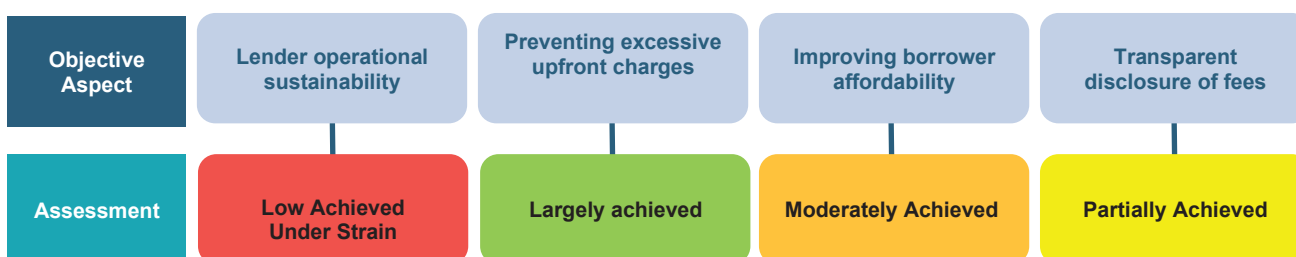 Objective
Aspect
Lender operational
sustainability
Preventing excessive
upfront charges
Improving borrower
affordability
Transparent
disclosure of fees
Assessment
Low Achieved
Under Strain
Largely achieved
Moderately Achieved
Partially Achieved